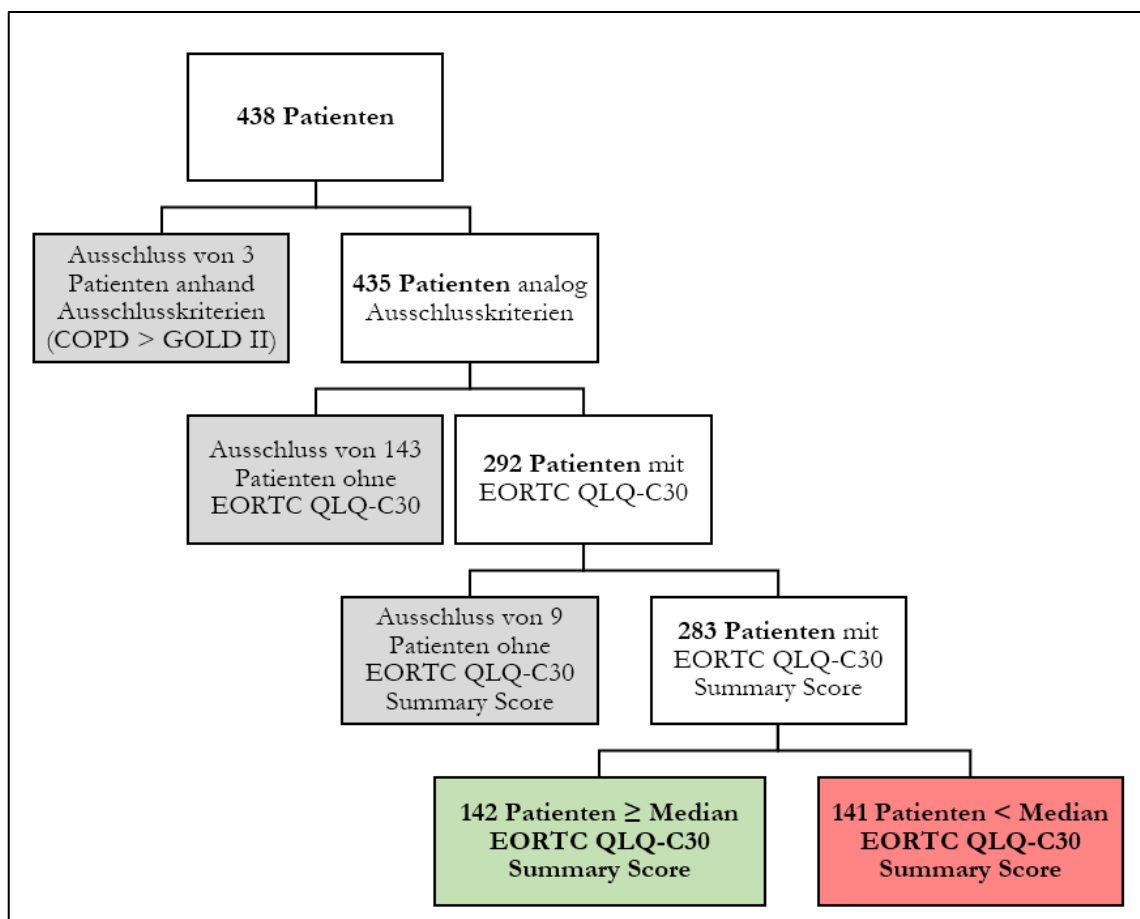 438 Patienten
Ausschluss von 3
Patienten anhand
Ausschlusskriterien
(COPD > GOLD II)
435 Patienten analog
Ausschlusskriterien
Ausschluss von 143
Patienten ohne
EORTC QLQ-C30
292 Patienten mit
EORTC QLQ-C30
Ausschluss von 9
Patienten ohne
EORTC QLQ-C30
Summary Score
283 Patienten mit
EORTC QLQ-C30
Summary Score
142 Patienten ≥ Median
EORTC QLQ-C30
Summary Score
141 Patienten < Median
EORTC QLQ-C30
Summary Score